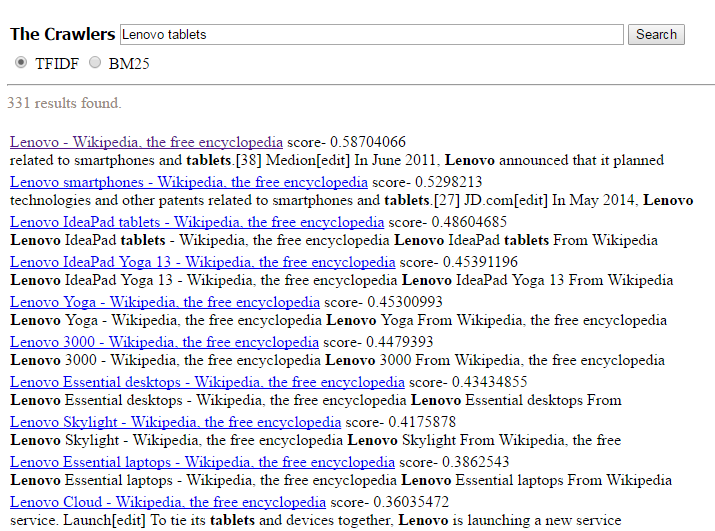 The Crawlers Lenovo tablets Search
TFIDF BM25
331 results found.
Lenovo - Wikipedia, the free encyclopedia score- 0.58704066
related to smartphones and tablets.[38] Medion[edit] In June 2011, Lenovo announced that it planned
Lenovo smartphones - Wikipedia, the free encyclopedia score- 0.5298213
technologies and other patents related to smartphones and tablets.[27] JD.com[edit] In May 2014, Lenovo
Lenovo IdeaPad tablets - Wikipedia, the free encyclopedia score- 0.48604685
Lenovo IdeaPad tablets - Wikipedia, the free encyclopedia Lenovo IdeaPad tablets From Wikipedia
Lenovo IdeaPad Yoga 13 - Wikipedia, the free encyclopedia score- 0.45391196
Lenovo IdeaPad Yoga 13 - Wikipedia, the free encyclopedia Lenovo IdeaPad Yoga 13 From Wikipedia
Lenovo Yoga - Wikipedia, the free encyclopedia score- 0.45300993
Lenovo Yoga - Wikipedia, the free encyclopedia Lenovo Yoga From Wikipedia, the free encyclopedia
Lenovo 3000 - Wikipedia, the free encyclopedia score- 0.4479393
Lenovo 3000 - Wikipedia, the free encyclopedia Lenovo 3000 From Wikipedia, the free encyclopedia
Lenovo Essential desktops - Wikipedia, the free encyclopedia score- 0.43434855
Lenovo Essential desktops - Wikipedia, the free encyclopedia Lenovo Essential desktops From
Lenovo Skylight - Wikipedia, the free encyclopedia score- 0.4175878
Lenovo Skylight - Wikipedia, the free encyclopedia Lenovo Skylight From Wikipedia, the free
Lenovo Essential laptops - Wikipedia, the free encyclopedia score- 0.3862543
Lenovo Essential laptops - Wikipedia, the free encyclopedia Lenovo Essential laptops From Wikipedia
Lenovo Cloud - Wikipedia, the free encyclopedia score- 0.36035472
service. Launch[edit] To tie its tablets and devices together, Lenovo is launching a new service